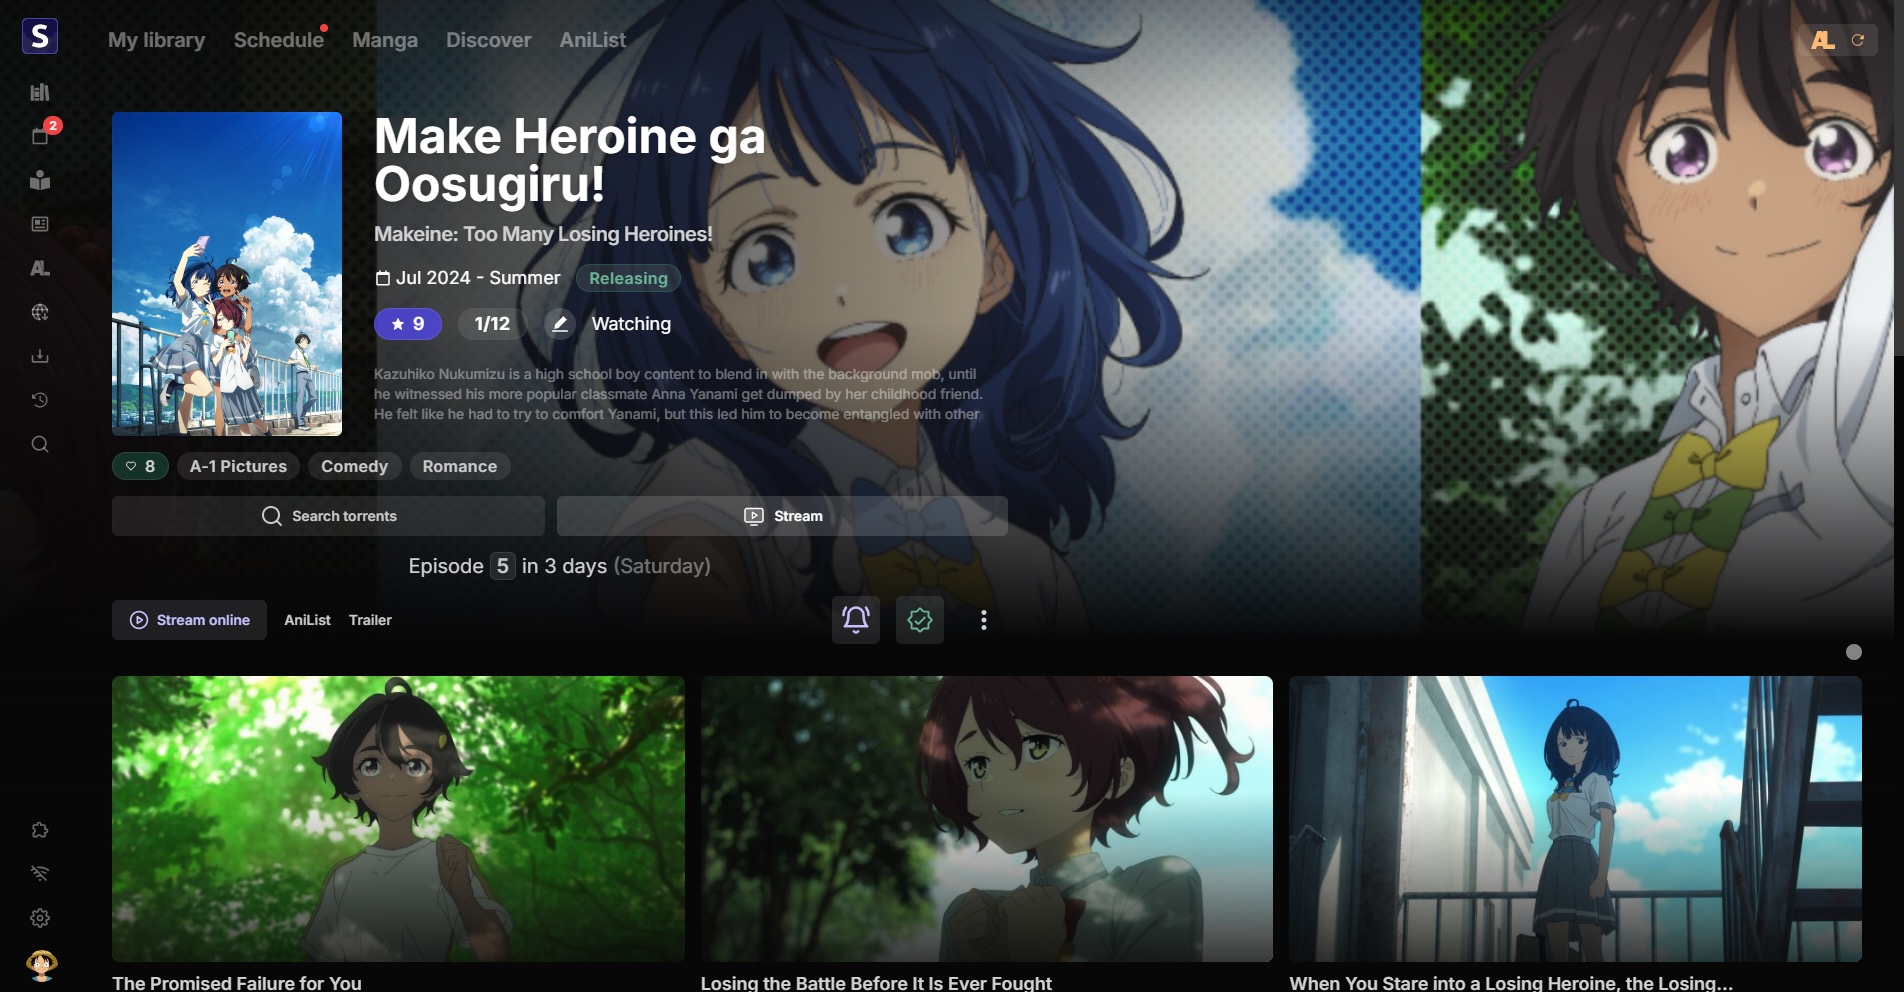 S
My library
Schedule
Manga
Discover
AniList
AL
2
AL
Make Heroine ga
Oosugiru!
Makeine: Too Many Losing Heroines!
Jul 2024 - Summer
Releasing
9
1/12
Watching
Kazuhiko Nukumizu is a high school boy content to blend in with the background mob, until
he witnessed his more popular classmate Anna Yanami get dumped by her childhood friend.
He felt like he had to try to comfort Yanami, but this led him to become entangled with other
8
A-1 Pictures
Comedy
Romance
Search torrents
Stream
Episode 5 in 3 days (Saturday)
Stream online
AniList
Trailer
The Promised Failure for You
Losing the Battle Before It Is Ever Fought
When You Stare into a Losing Heroine, the Losing...